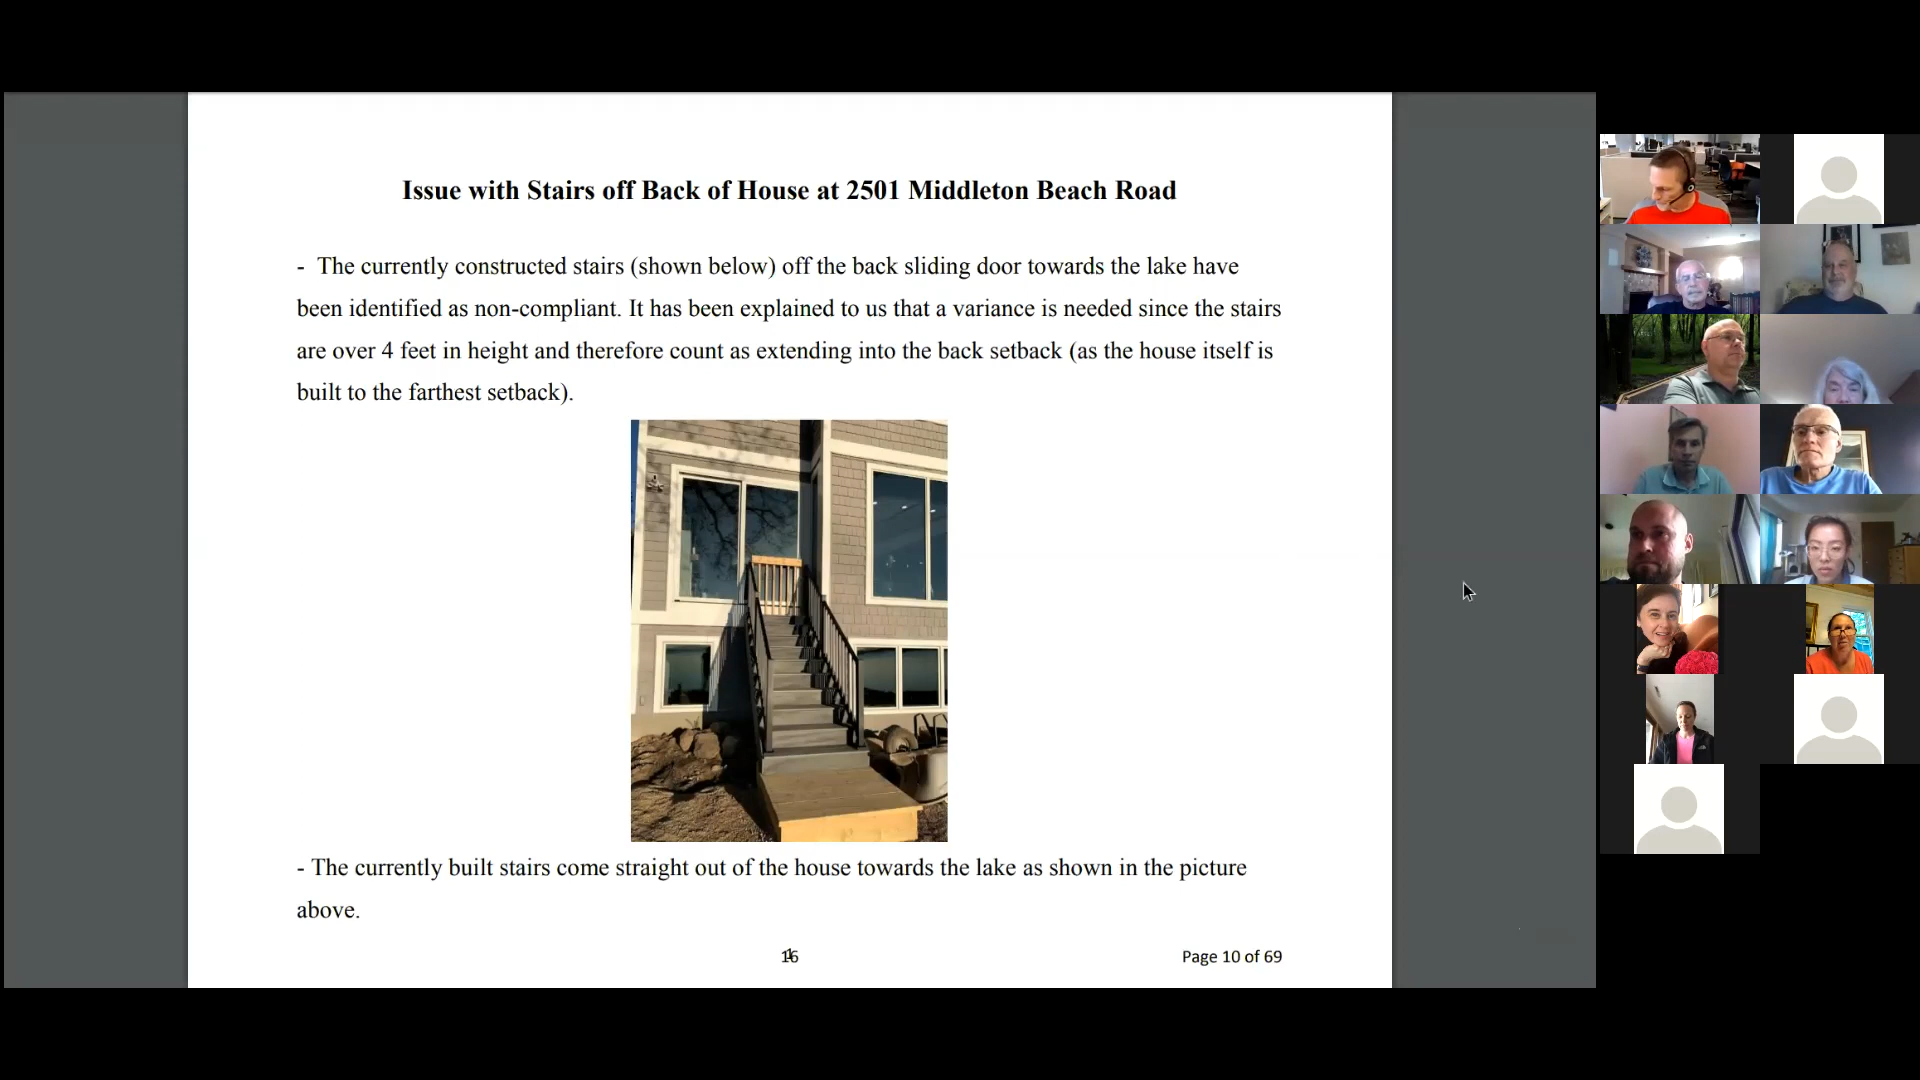 Issue with Stairs off Back of House at 2501 Middleton Beach Road
- The currently constructed stairs (shown below) off the back sliding door towards the lake have
been identified as non-compliant. It has been explained to us that a variance is needed since the stairs
are over 4 feet in height and therefore count as extending into the back setback (as the house itself is
built to the farthest setback).
- The currently built stairs come straight out of the house towards the lake as shown in the picture
above.
Page 10 of 69